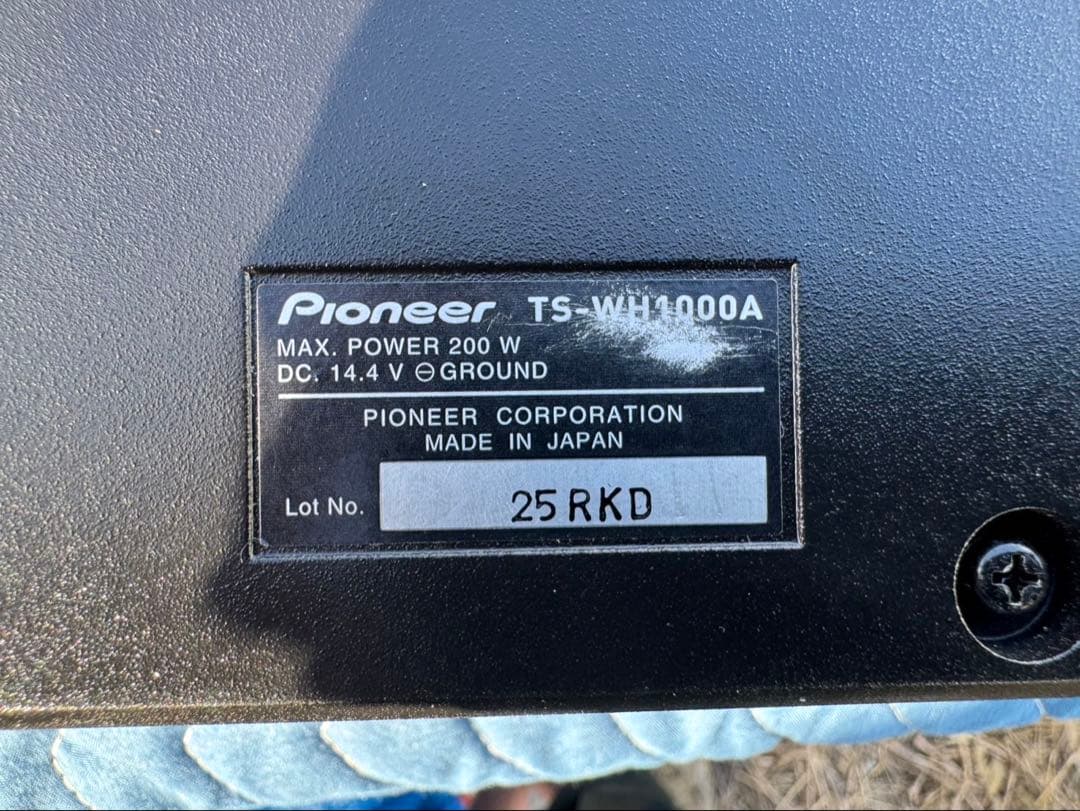 Pioneer TS-WH1000A
MAX. POWER 200 W
DC. 14.4 V ⊖ GROUND
PIONEER CORPORATION
MADE IN JAPAN
Lot No. 25RKD